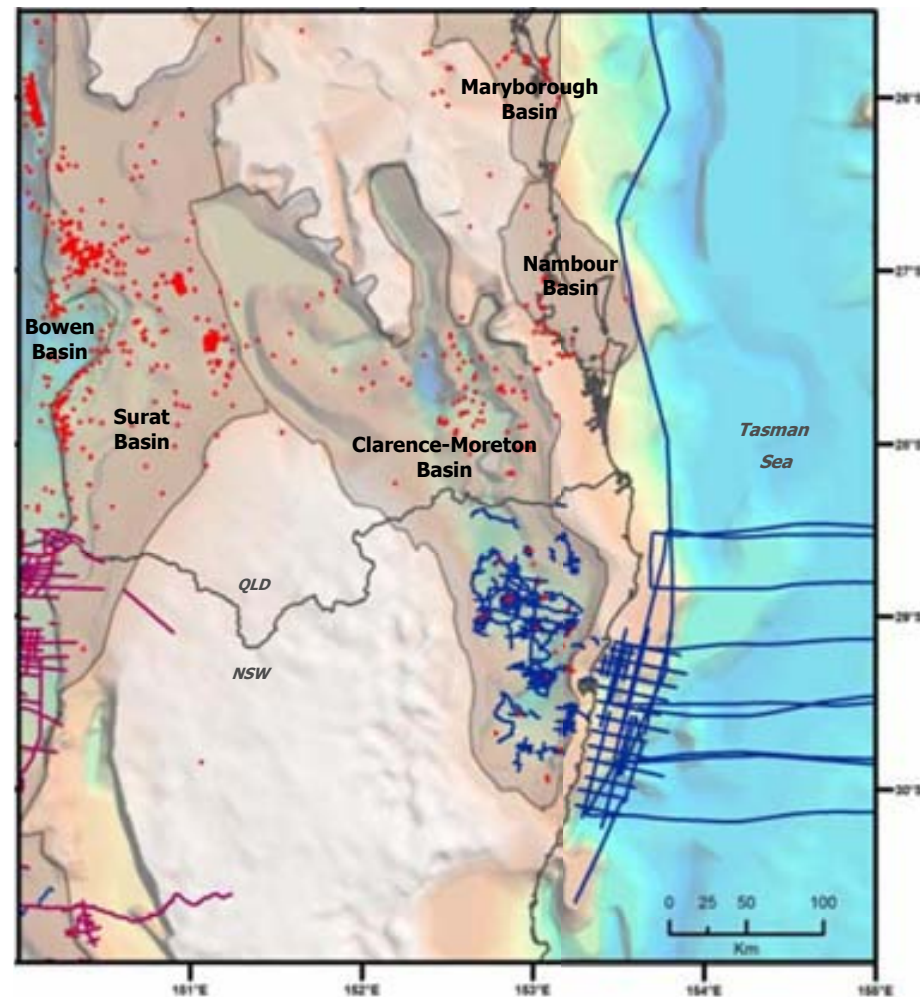 Maryborough
Basin
26°S
27°S
Nambour
Basin
Bowen
Basin
Surat
Basin
Clarence-Moreton
Basin
Tasman
Sea
28°S
QLD
29°S
NSW
30°S
0 25 50 100
Km
151°E 152°E 153°E 154°E 155°E